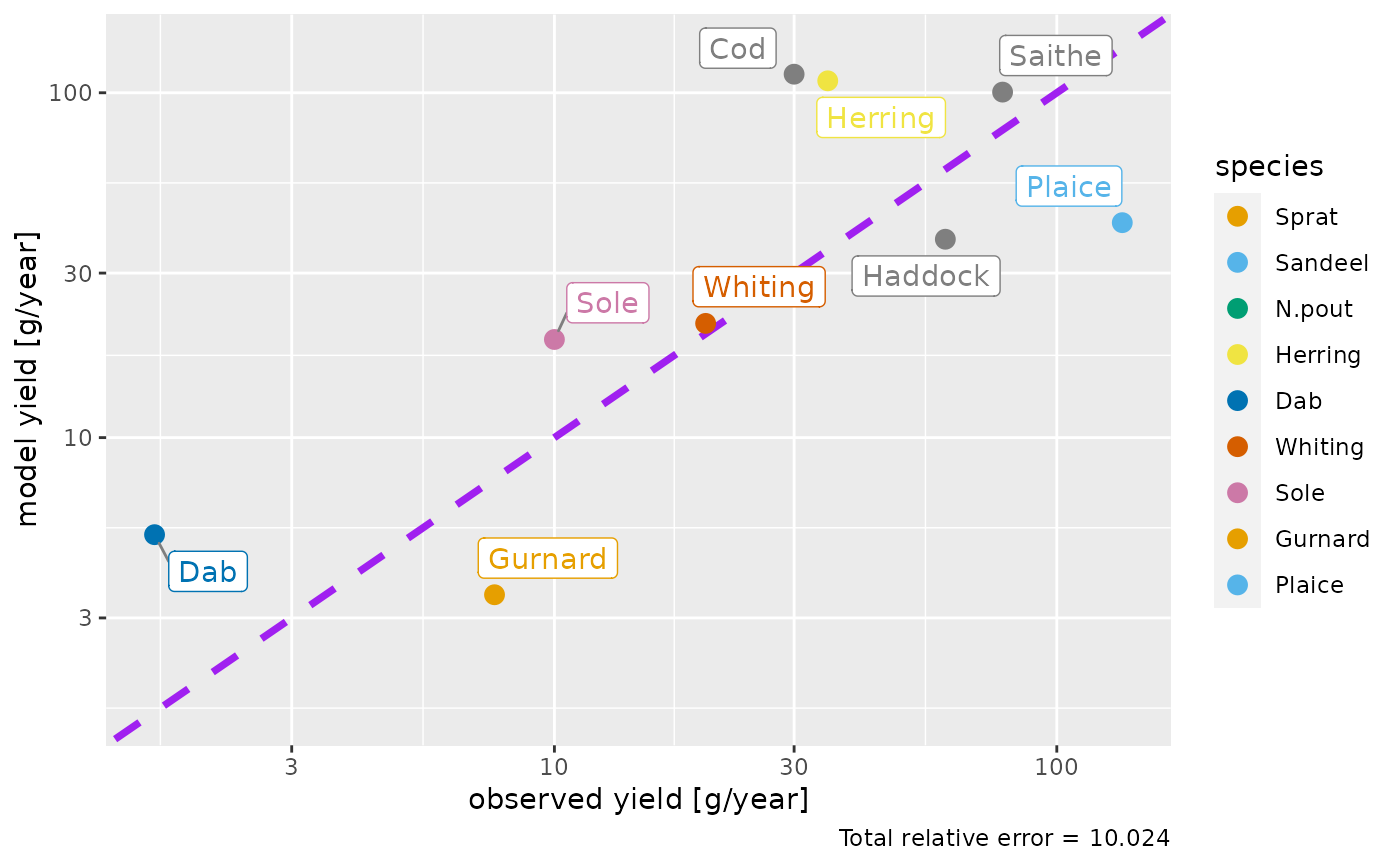 Cod
Saithe
Herring
Plaice
Haddock
Whiting
Sole
Gurnard
Dab
100
30
10
3
model yield [g/year]
3
10
30
100
observed yield [g/year]
Total relative error = 10.024
species
Sprat
Sandeel
N.pout
Herring
Dab
Whiting
Sole
Gurnard
Plaice